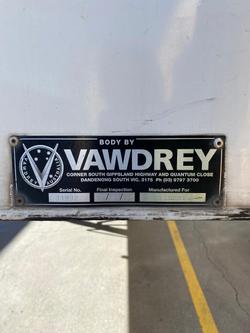 BODY BY
VAWDREY
CORNER SOUTH GIPPSLAND HIGHWAY AND QUANTUM CLOSE
DANDENONG SOUTH VIC. 3175 Ph (03) 9797 3700
Serial No. Final Inspection Manufactured For
/ /